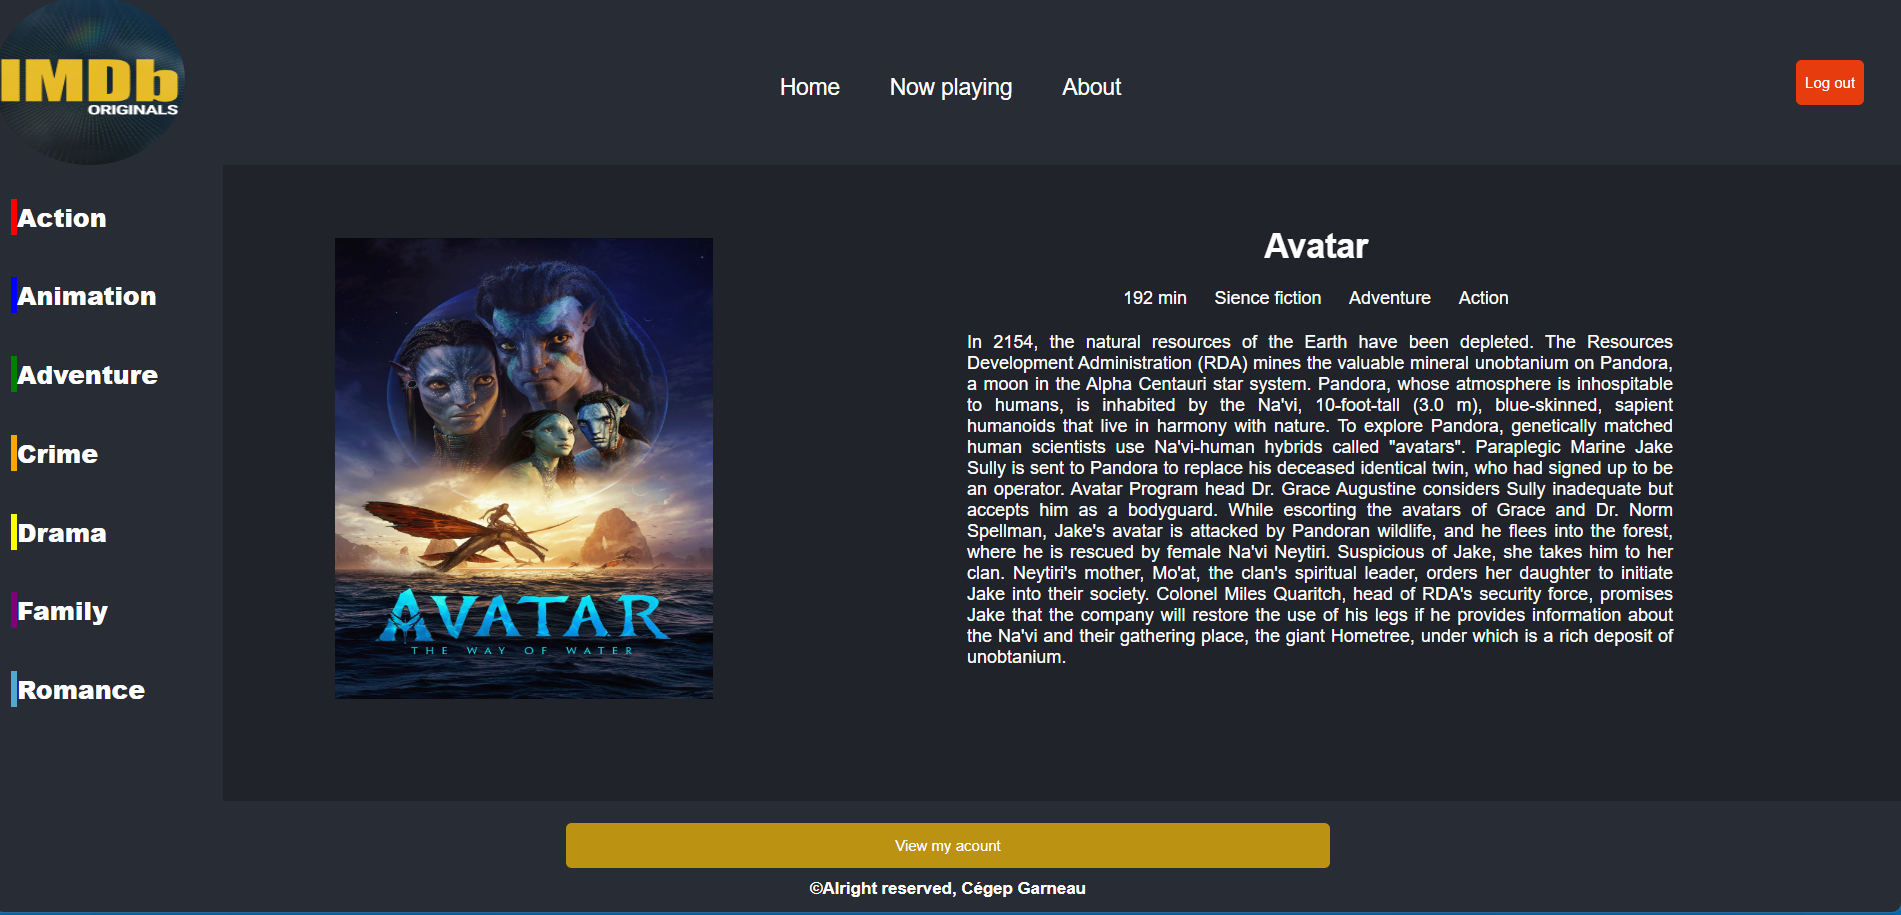 IMDb
ORIGINALS
Home Now playing About
Log out
Action
Animation
Adventure
Crime
Drama
Family
Romance
AVATAR
THE WAY OF WATER
Avatar
192 min Sience fiction Adventure Action
In 2154, the natural resources of the Earth have been depleted. The Resources
Development Administration (RDA) mines the valuable mineral unobtanium on Pandora,
a moon in the Alpha Centauri star system. Pandora, whose atmosphere is inhospitable
to humans, is inhabited by the Na'vi, 10-foot-tall (3.0 m), blue-skinned, sapient
humanoids that live in harmony with nature. To explore Pandora, genetically matched
human scientists use Na'vi-human hybrids called "avatars". Paraplegic Marine Jake
Sully is sent to Pandora to replace his deceased identical twin, who had signed up to be
an operator. Avatar Program head Dr. Grace Augustine considers Sully inadequate but
accepts him as a bodyguard. While escorting the avatars of Grace and Dr. Norm
Spellman, Jake's avatar is attacked by Pandoran wildlife, and he flees into the forest,
where he is rescued by female Na'vi Neytiri. Suspicious of Jake, she takes him to her
clan. Neytiri's mother, Mo'at, the clan's spiritual leader, orders her daughter to initiate
Jake into their society. Colonel Miles Quaritch, head of RDA's security force, promises
Jake that the company will restore the use of his legs if he provides information about
the Na'vi and their gathering place, the giant Hometree, under which is a rich deposit of
unobtanium.
View my acount
©Alright reserved, Cégep Garneau